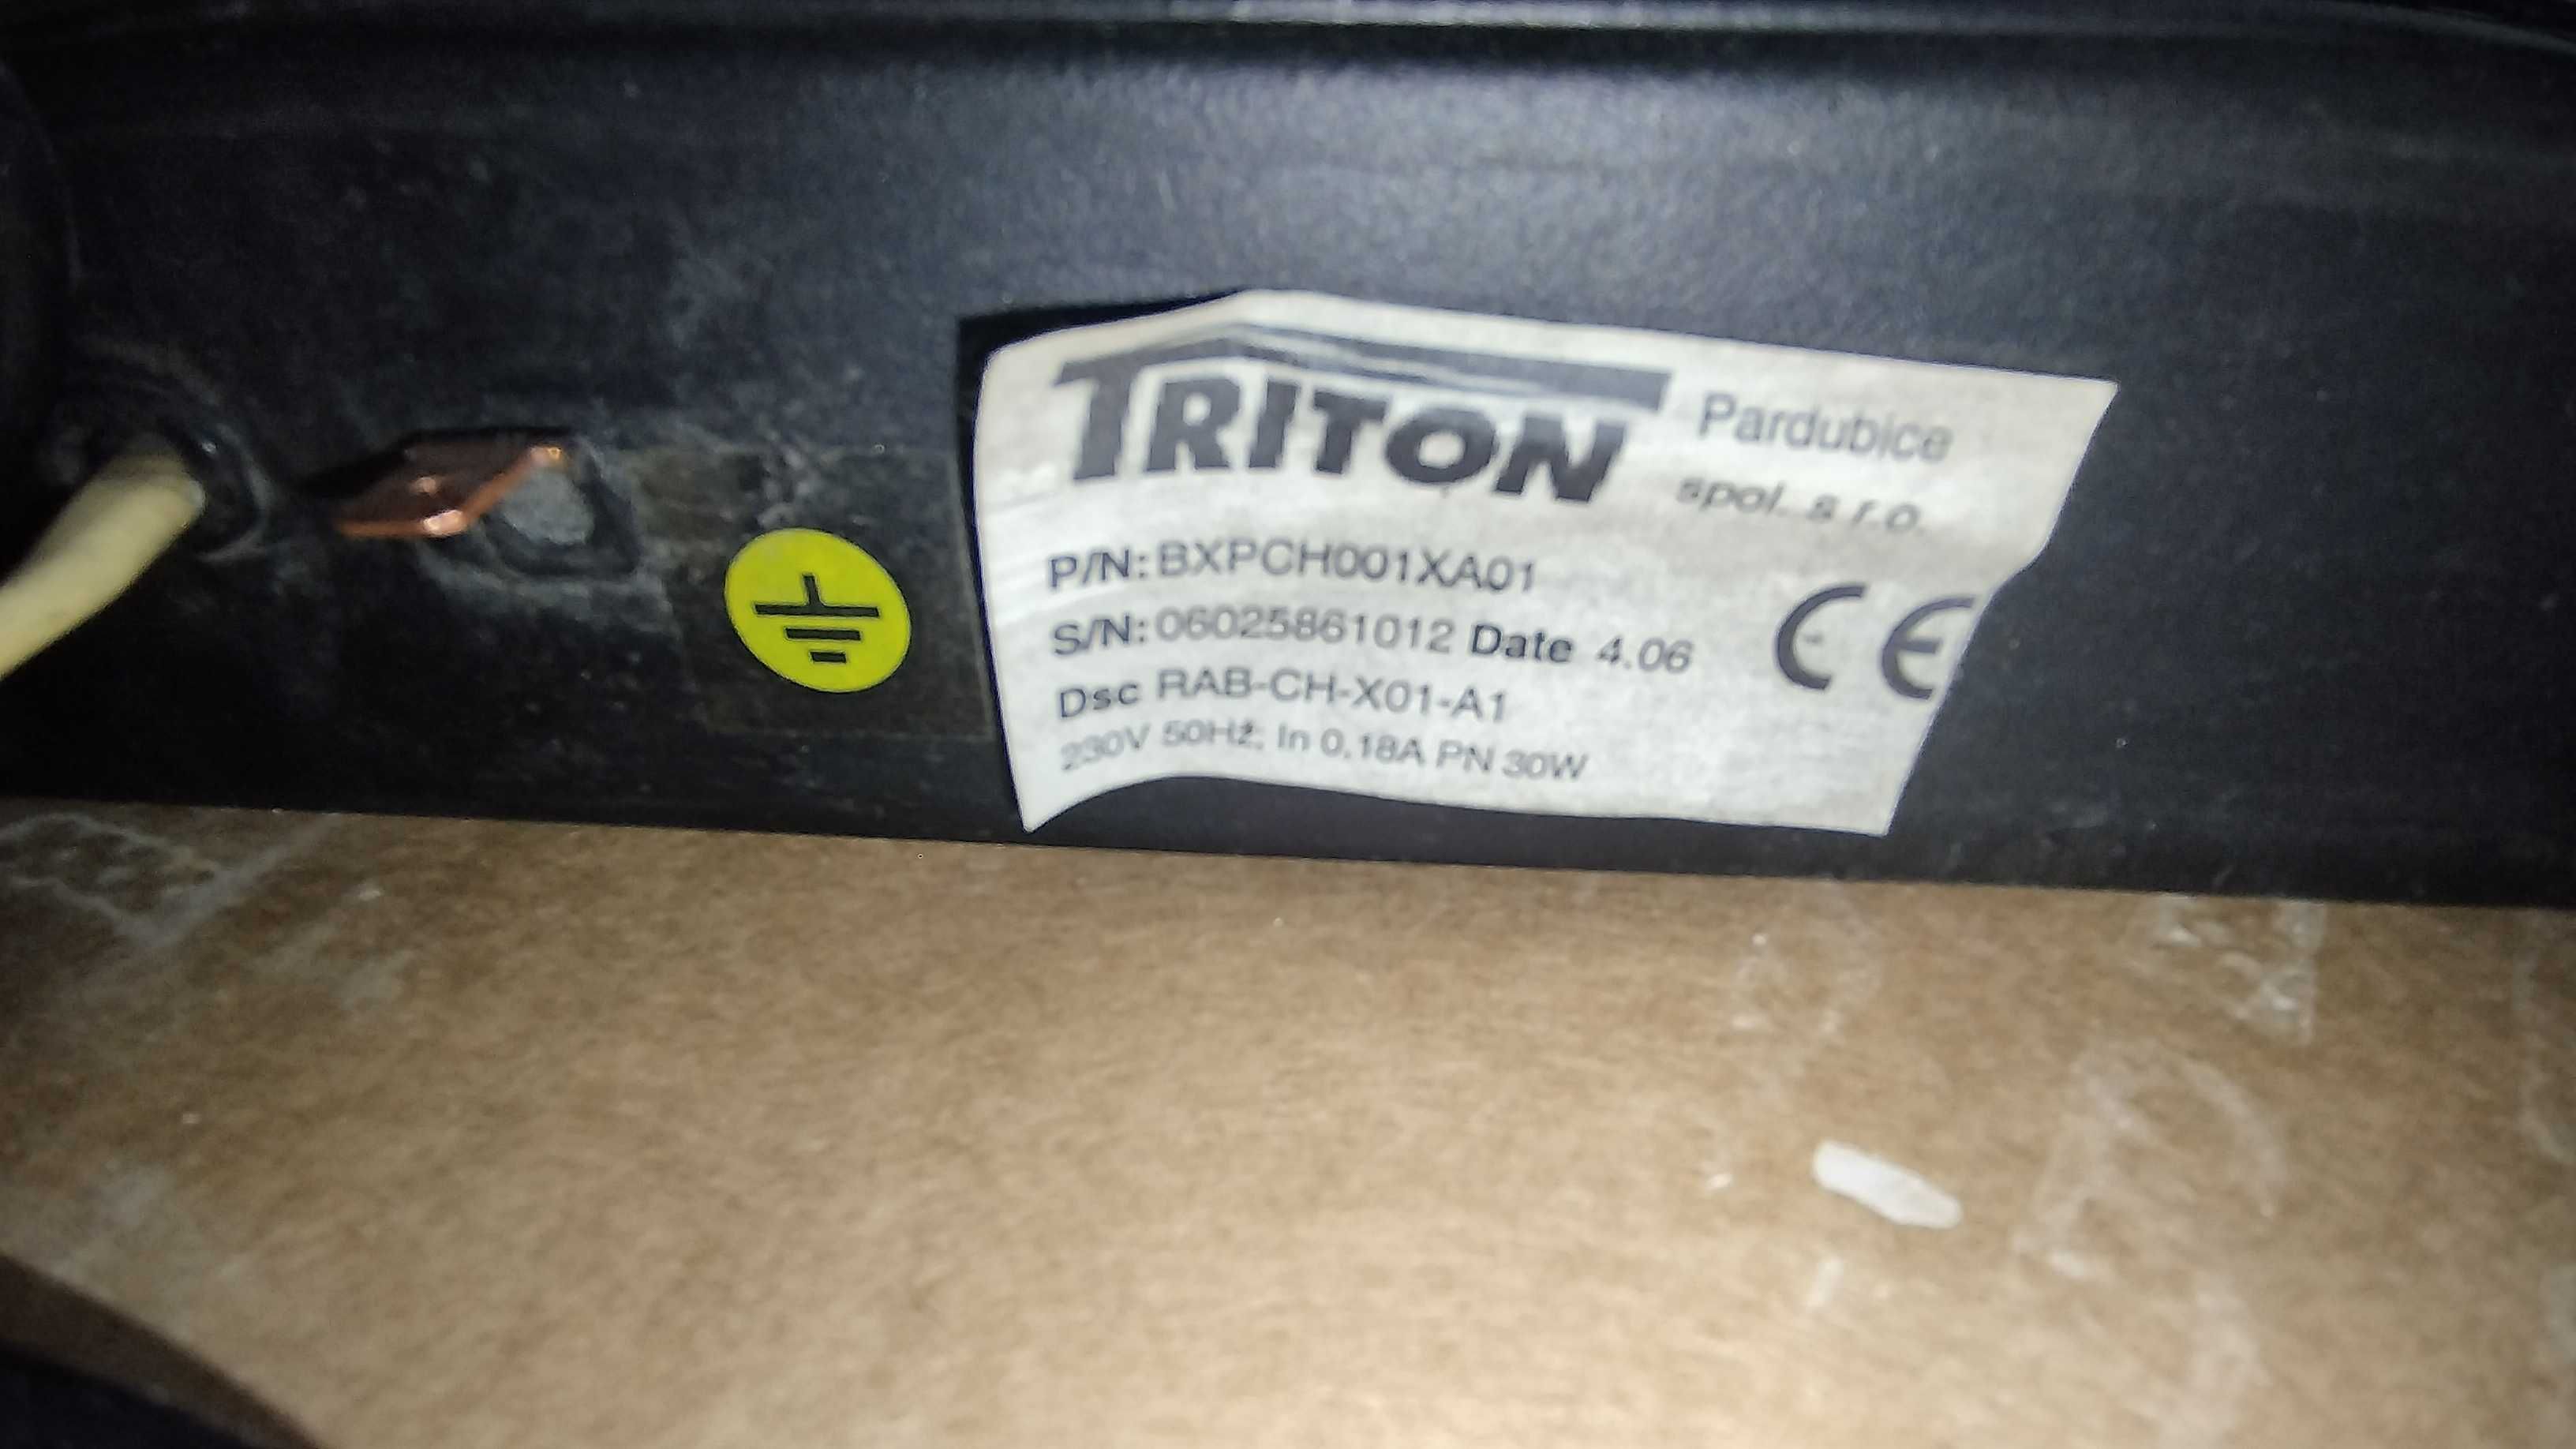 TRITON Pardubice
spol. s r.o.
P/N: BXPCH001XA01
S/N: 06025861012 Date 4.06
Dsc RAB-CH-X01-A1
230V 50Hz; In 0,18A PN 30W
CE